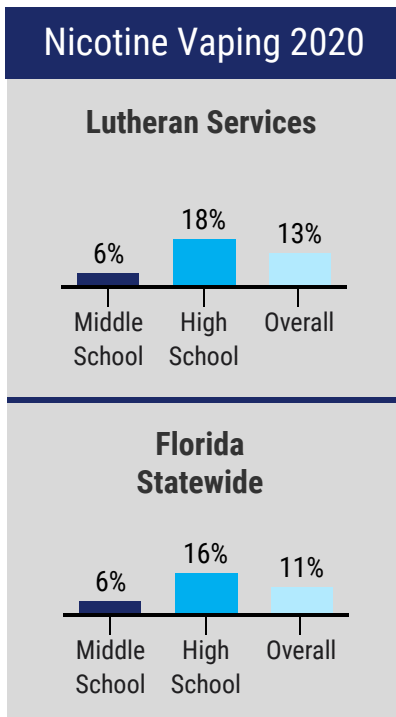 Nicotine Vaping 2020
Lutheran Services
6%
18%
13%
Middle
School
High
School
Overall
Florida
Statewide
6%
16%
11%
Middle
School
High
School
Overall